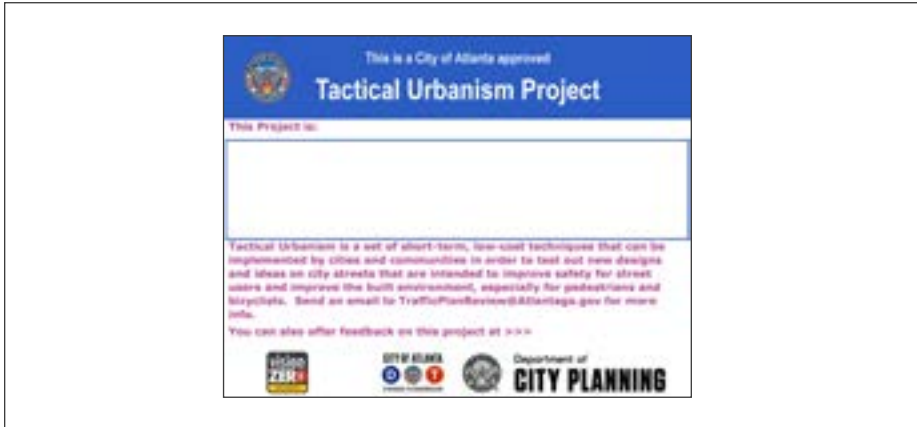 This is a City of Atlanta approved
Tactical Urbanism Project
This Project is:
Tactical Urbanism is a set of short-term, low-cost techniques that can be
implemented by cities and communities in order to test out new designs
and ideas on city streets that are intended to improve safety for street
users and improve the built environment, especially for pedestrians and
bicyclists. Send an email to TrafficPlanReview@Atlantaga.gov for more
info.
You can also offer feedback on this project at >>>
vision
ZERO
CITY OF ATLANTA
D T
Department of
CITY PLANNING